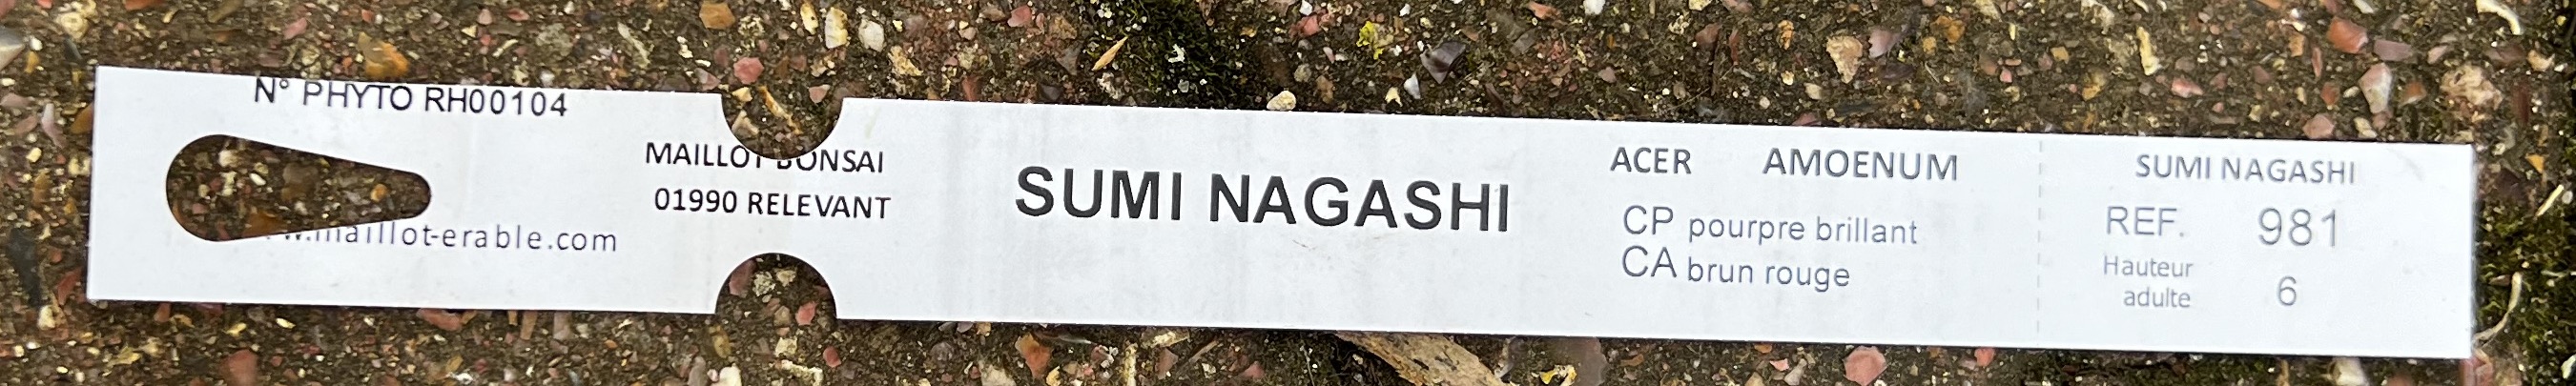 N° PHYTO RH00104
MAILLOT BONSAI
01990 RELEVANT
.maillot-erable.com
SUMI NAGASHI
ACER AMOENUM
CP pourpre brillant
CA brun rouge
SUMI NAGASHI
REF. 981
Hauteur
adulte 6